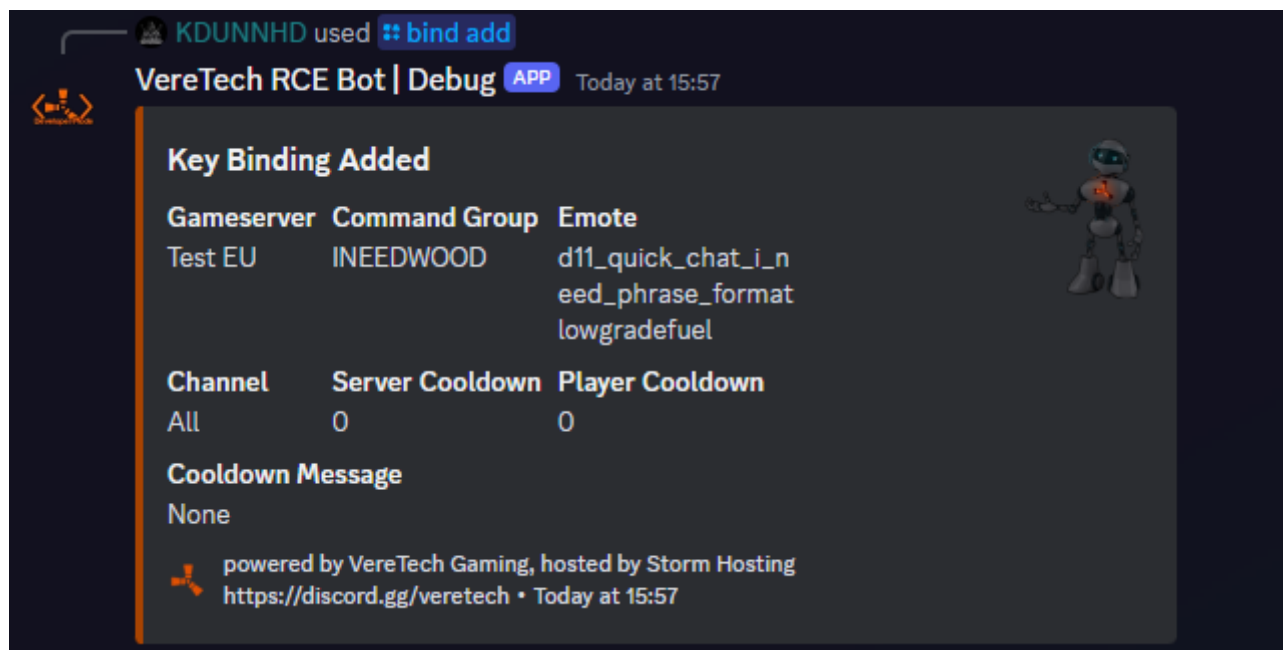 KDUNNHD used bind add
VereTech RCE Bot | Debug APP Today at 15:57
Key Binding Added
Gameserver Command Group Emote
Test EU INEEDWOOD d11_quick_chat_i_n
eed_phrase_format
lowgradefuel
Channel Server Cooldown Player Cooldown
All 0 0
Cooldown Message
None
powered by VereTech Gaming, hosted by Storm Hosting
https://discord.gg/veretech • Today at 15:57